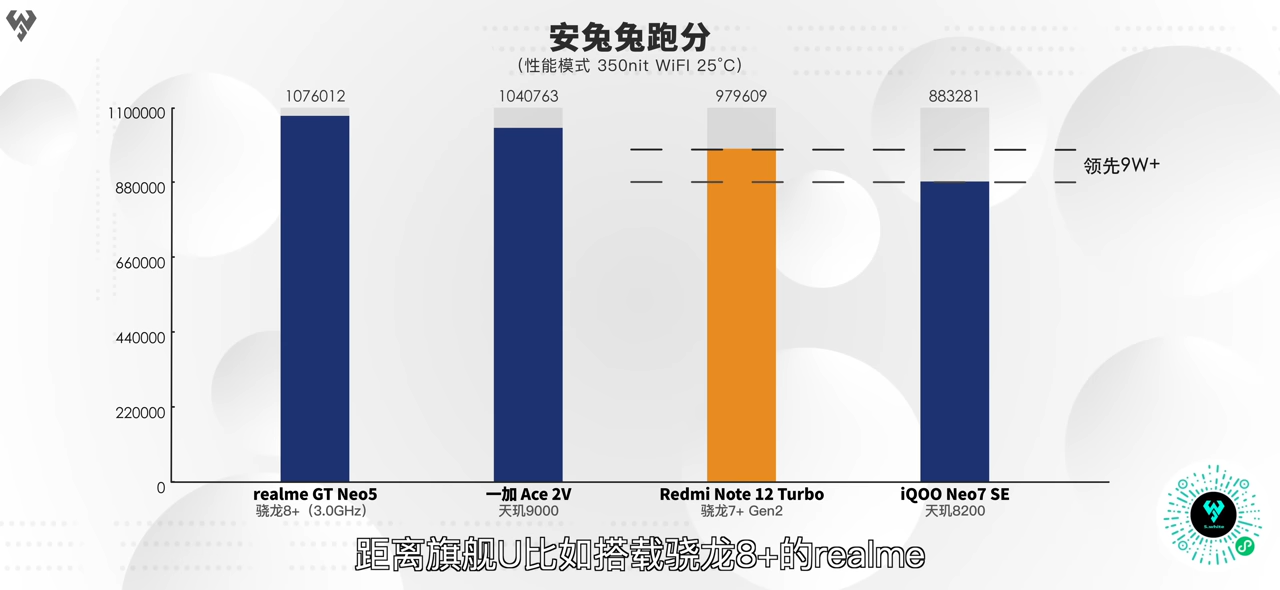 安兔兔跑分
(性能模式 350nit WiFI 25°C)
1076012
1040763
979609
883281
1100000
880000
660000
440000
220000
0
领先9W+
realme GT Neo5
骁龙8+（3.0GHz）
一加 Ace 2V
天玑9000
Redmi Note 12 Turbo
骁龙7+ Gen2
iQOO Neo7 SE
天玑8200
距离旗舰U比如搭载骁龙8+的realme
S.white